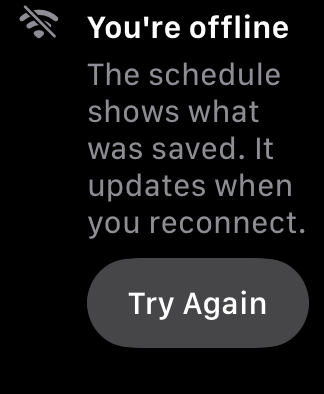 You're offline
The schedule
shows what
was saved. It
updates when
you reconnect.
Try Again